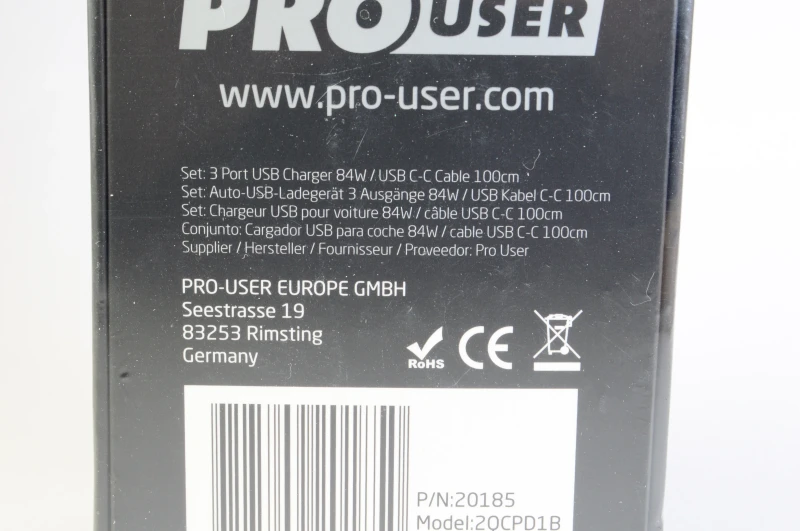 PRO USER
www.pro-user.com
Set: 3 Port USB Charger 84W / USB C-C Cable 100cm
Set: Auto-USB-Ladegerät 3 Ausgänge 84W / USB Kabel C-C 100cm
Set: Chargeur USB pour voiture 84W / câble USB C-C 100cm
Conjunto: Cargador USB para coche 84W / cable USB C-C 100cm
Supplier / Hersteller / Fournisseur / Proveedor: Pro User
PRO-USER EUROPE GMBH
Seestrasse 19
83253 Rimsting
Germany
RoHS CE
P/N:20185
Model:2QCPD1B